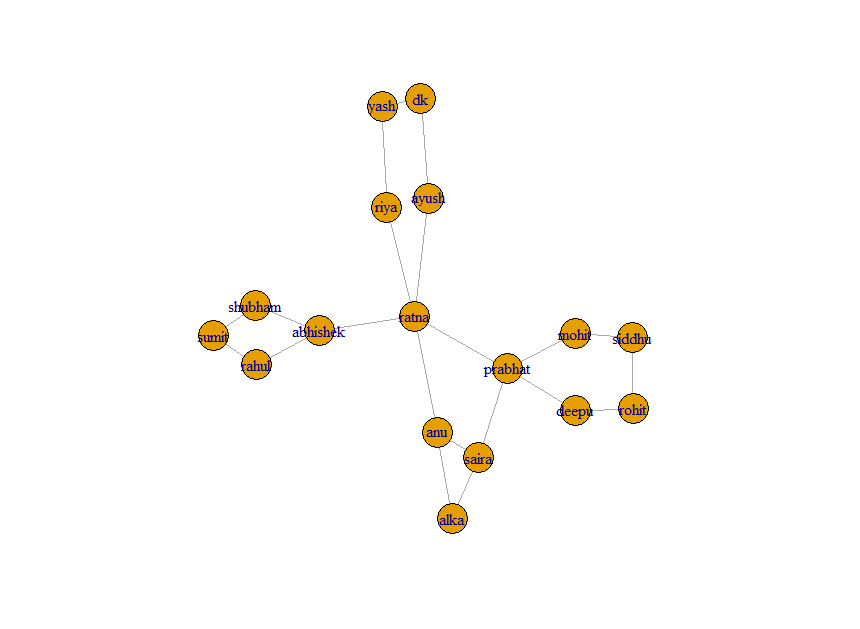 yash
dk
riya
ayush
shubham
sumit
abhishek
rahul
ratna
mohit
siddhu
prabhat
deepu
rohit
anu
saira
alka